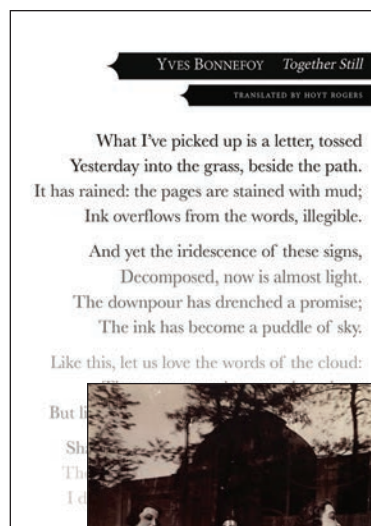 YVES BONNEFOY Together Still
TRANSLATED BY HOYT ROGERS
What I've picked up is a letter, tossed
Yesterday into the grass, beside the path.
It has rained: the pages are stained with mud;
Ink overflows from the words, illegible.
And yet the iridescence of these signs,
Decomposed, now is almost light.
The downpour has drenched a promise;
The ink has become a puddle of sky.
Like this, let us love the words of the cloud:
But
I